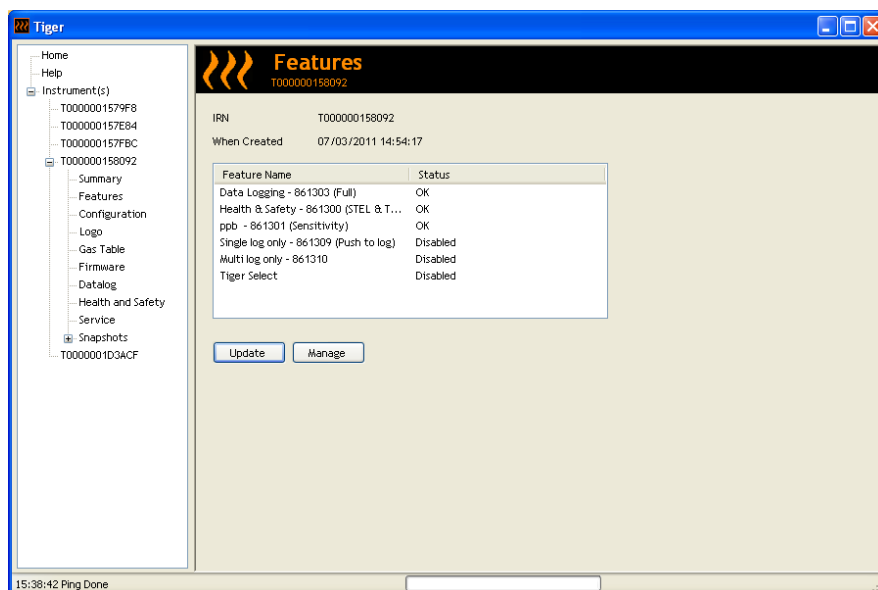 Tiger
Home
Help
Instrument(s)
T0000001579F8
T000000157E84
T000000157FBC
T000000158092
Summary
Features
Configuration
Logo
Gas Table
Firmware
Datalog
Health and Safety
Service
Snapshots
T0000001D3ACF
Features
T000000158092
IRN T000000158092
When Created 07/03/2011 14:54:17
Feature Name Status
Data Logging - 861303 (Full) OK
Health & Safety - 861300 (STEL & T... OK
ppb - 861301 (Sensitivity) OK
Single log only - 861309 (Push to log) Disabled
Multi log only - 861310 Disabled
Tiger Select Disabled
Update Manage
15:38:42 Ping Done